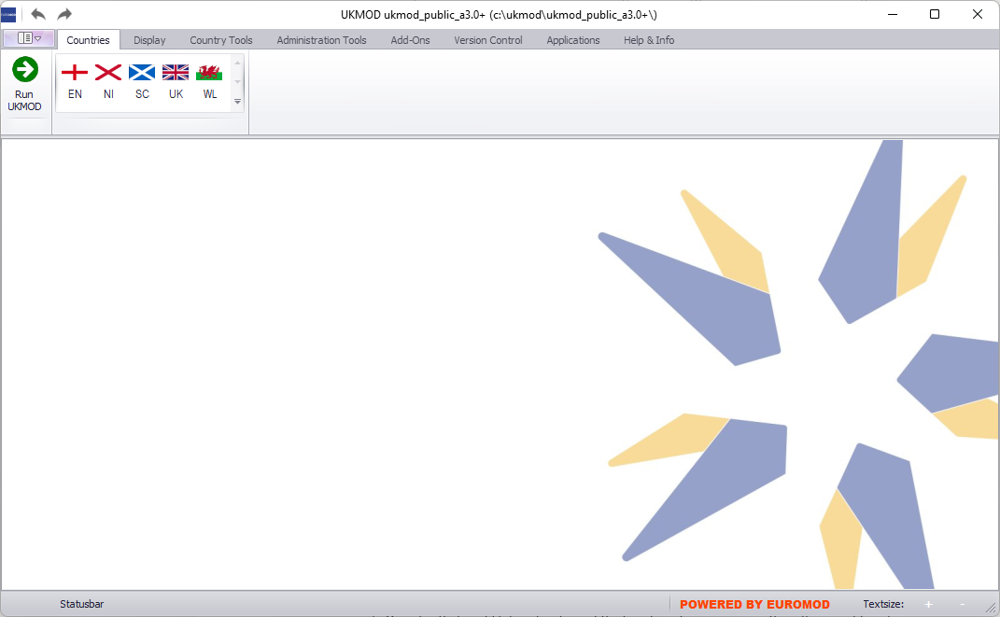 UKMOD ukmod_public_a3.0+ (c:\ukmod\ukmod_public_a3.0+\)
Countries Display Country Tools Administration Tools Add-Ons Version Control Applications Help & Info
Run
UKMOD
EN NI SC UK WL
Statusbar POWERED BY EUROMOD Textsize: + -